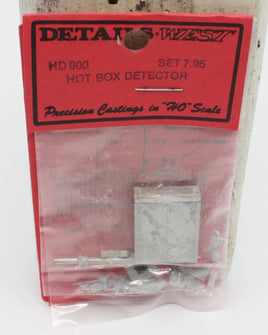 DETAILS WEST
HD 900 SET 7.95
HOT BOX DETECTOR
Precision Castings in "HO" Scale